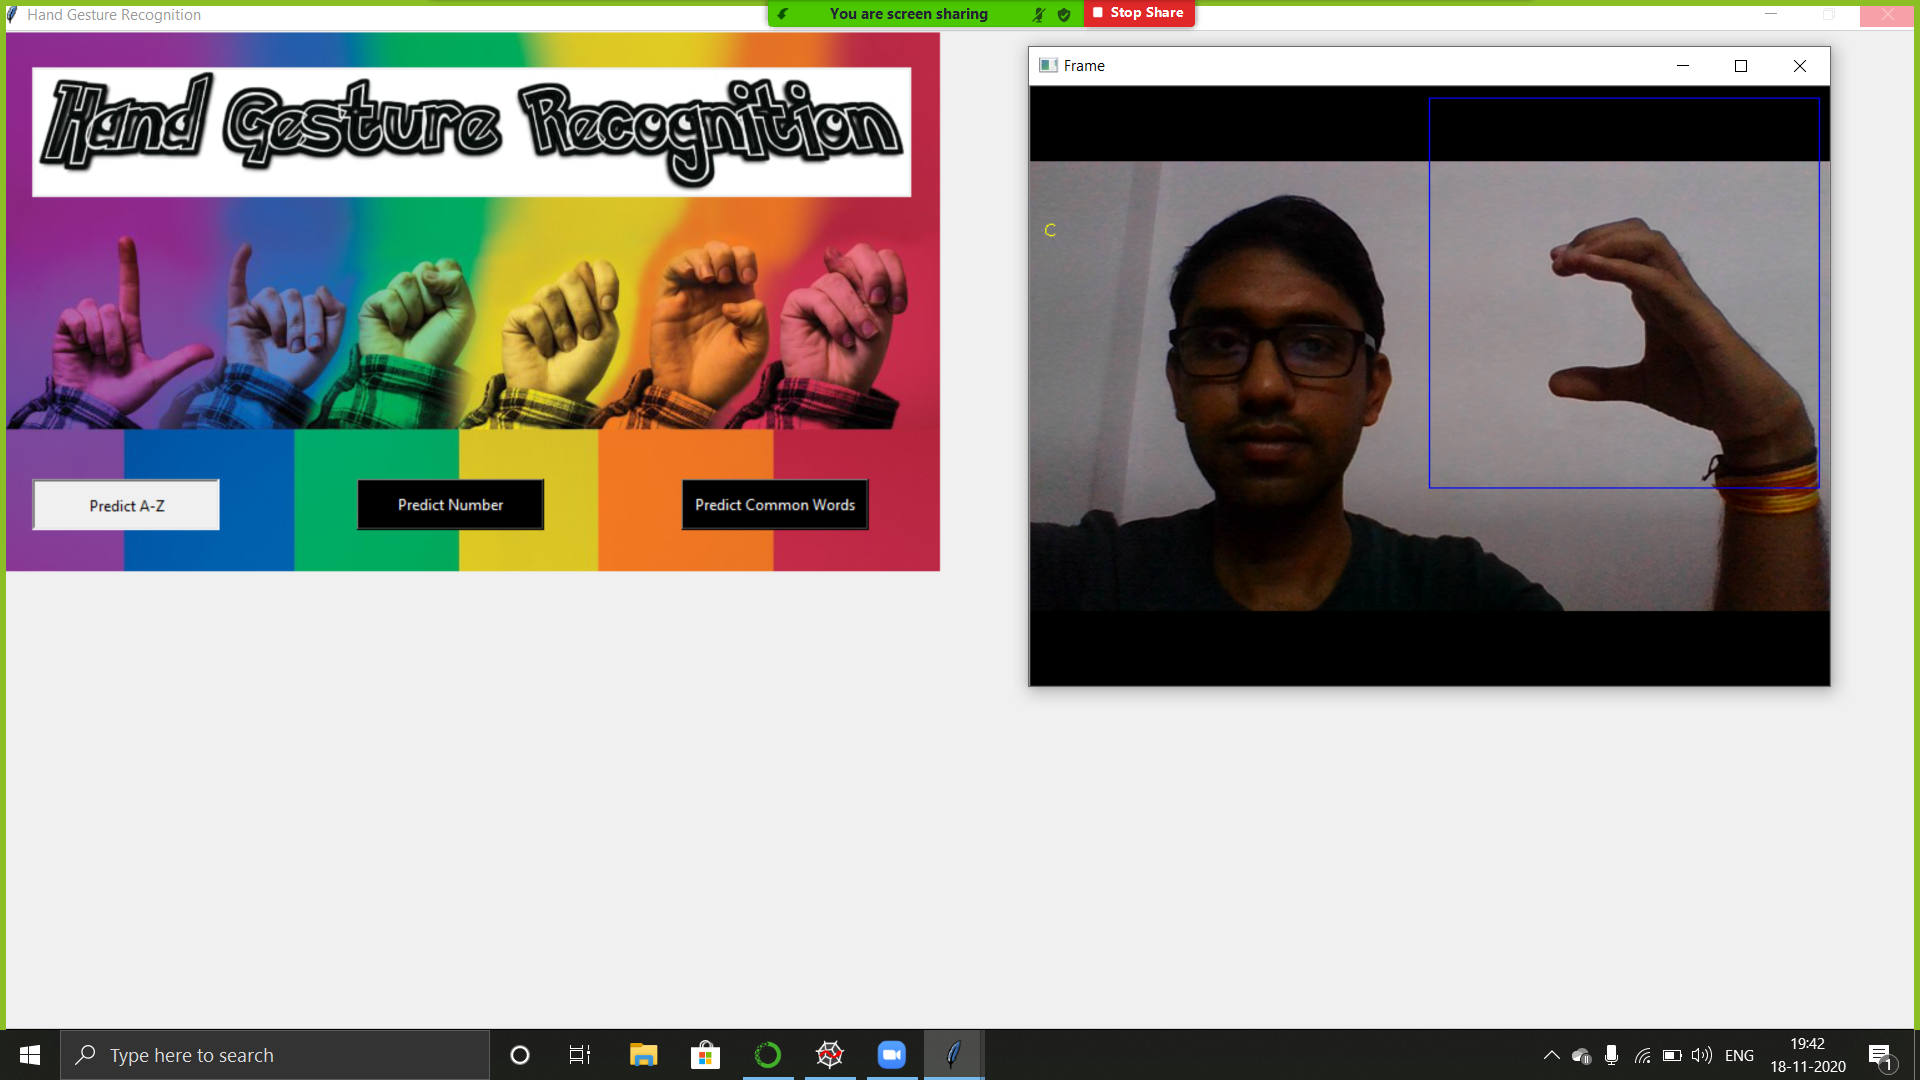 Hand Gesture Recognition
You are screen sharing
Stop Share
Hand Gesture Recognition
Predict A-Z
Predict Number
Predict Common Words
Frame
C
Type here to search
ENG
19:42
18-11-2020
1